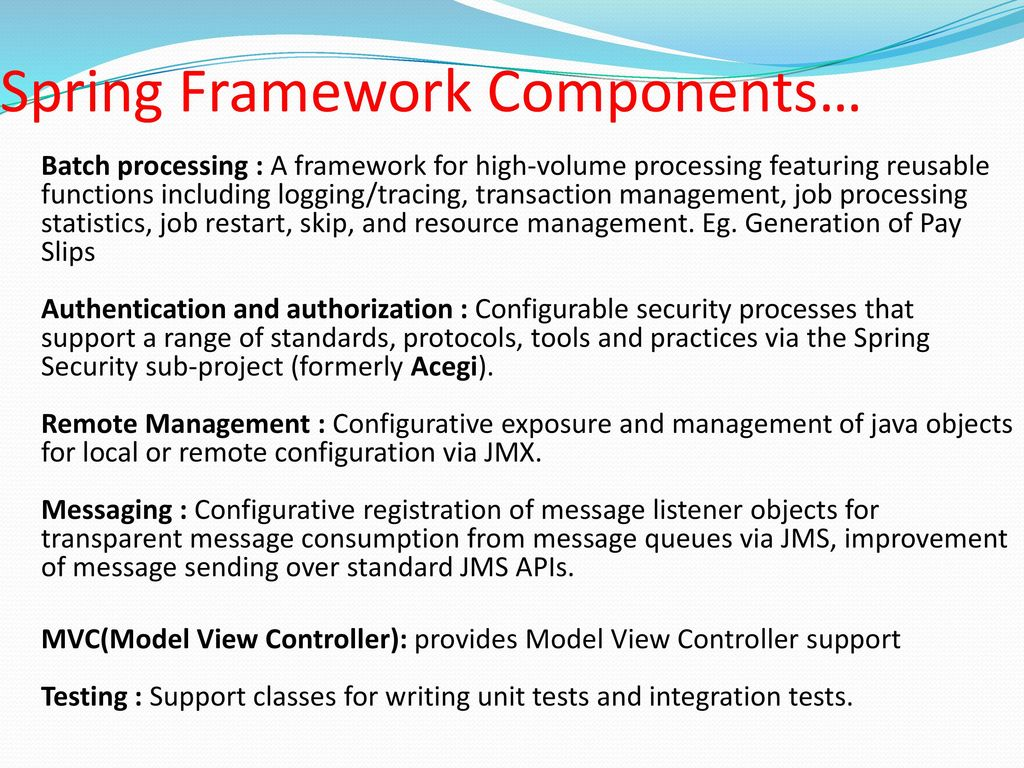 Spring Framework Components…
Batch processing : A framework for high-volume processing featuring reusable
functions including logging/tracing, transaction management, job processing
statistics, job restart, skip, and resource management. Eg. Generation of Pay
Slips
Authentication and authorization : Configurable security processes that
support a range of standards, protocols, tools and practices via the Spring
Security sub-project (formerly Acegi).
Remote Management : Configurative exposure and management of java objects
for local or remote configuration via JMX.
Messaging : Configurative registration of message listener objects for
transparent message consumption from message queues via JMS, improvement
of message sending over standard JMS APIs.
MVC(Model View Controller): provides Model View Controller support
Testing : Support classes for writing unit tests and integration tests.